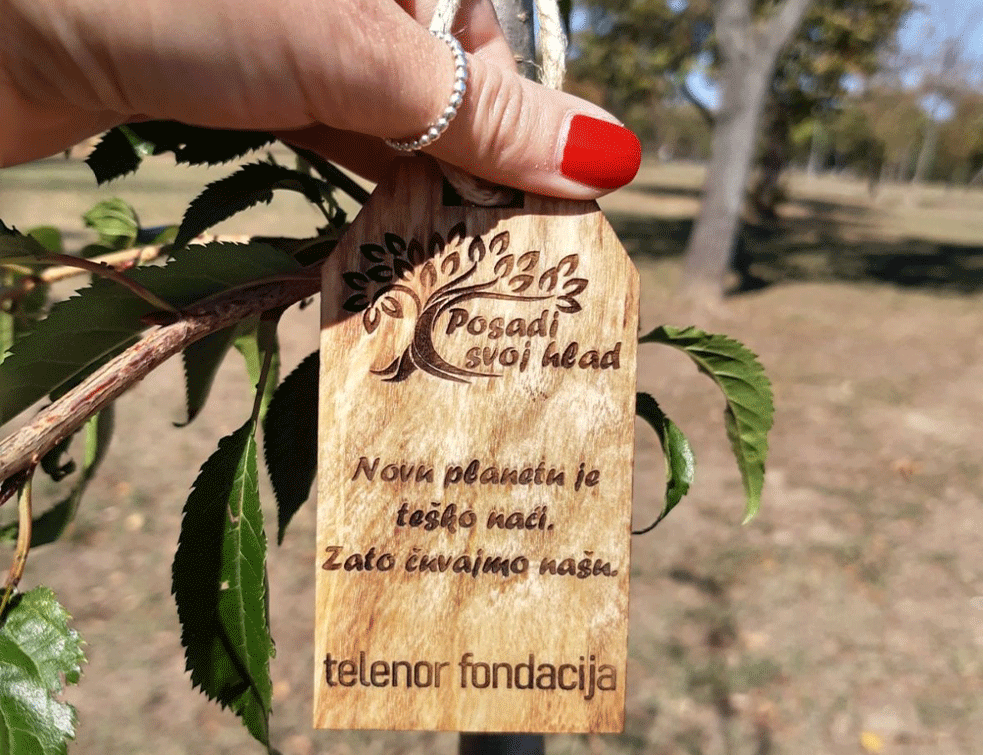 Posadi
svoj hlad
Novu planetu je
teško naći.
Zato čuvajmo našu.
telenor fondacija